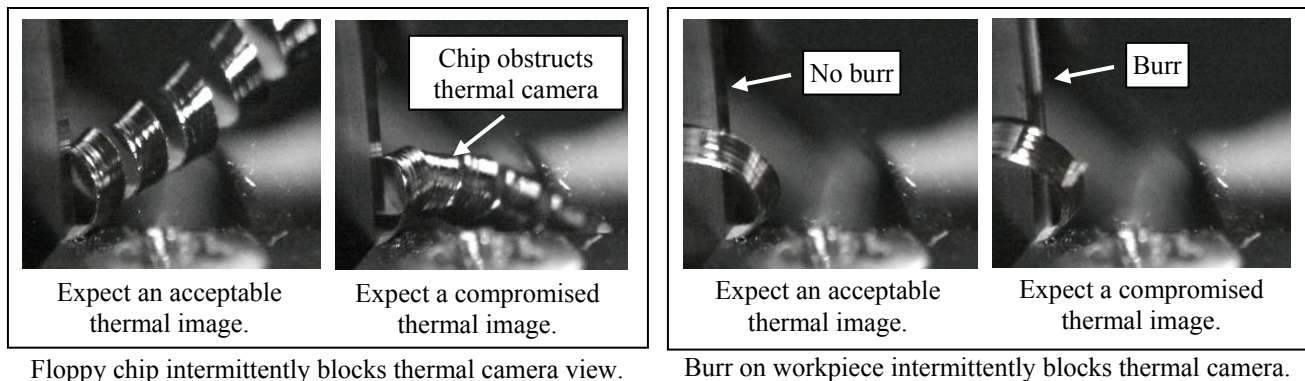 Chip obstructs
thermal camera
Expect an acceptable
thermal image.
Expect a compromised
thermal image.
Floppy chip intermittently blocks thermal camera view.
No burr
Burr
Expect an acceptable
thermal image.
Expect a compromised
thermal image.
Burr on workpiece intermittently blocks thermal camera.